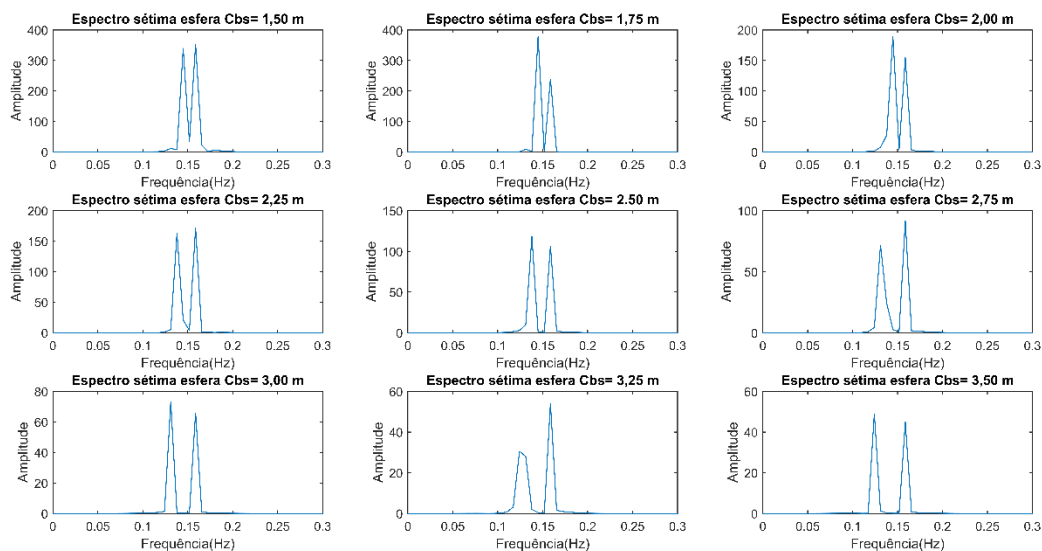 Espectro sétima esfera Cbs= 1,50 m
400
300
200
100
0
Amplitude
0 0.05 0.1 0.15 0.2 0.25 0.3
Frequência(Hz)
Espectro sétima esfera Cbs= 1,75 m
400
300
200
100
0
Amplitude
0 0.05 0.1 0.15 0.2 0.25 0.3
Frequência(Hz)
Espectro sétima esfera Cbs= 2,00 m
200
150
100
50
0
Amplitude
0 0.05 0.1 0.15 0.2 0.25 0.3
Frequência(Hz)
Espectro sétima esfera Cbs= 2,25 m
200
150
100
50
0
Amplitude
0 0.05 0.1 0.15 0.2 0.25 0.3
Frequência(Hz)
Espectro sétima esfera Cbs= 2.50 m
150
100
50
0
Amplitude
0 0.05 0.1 0.15 0.2 0.25 0.3
Frequência(Hz)
Espectro sétima esfera Cbs= 2,75 m
100
50
0
Amplitude
0 0.05 0.1 0.15 0.2 0.25 0.3
Frequência(Hz)
Espectro sétima esfera Cbs= 3,00 m
80
60
40
20
0
Amplitude
0 0.05 0.1 0.15 0.2 0.25 0.3
Frequência(Hz)
Espectro sétima esfera Cbs= 3,25 m
60
40
20
0
Amplitude
0 0.05 0.1 0.15 0.2 0.25 0.3
Frequência(Hz)
Espectro sétima esfera Cbs= 3,50 m
60
40
20
0
Amplitude
0 0.05 0.1 0.15 0.2 0.25 0.3
Frequência(Hz)